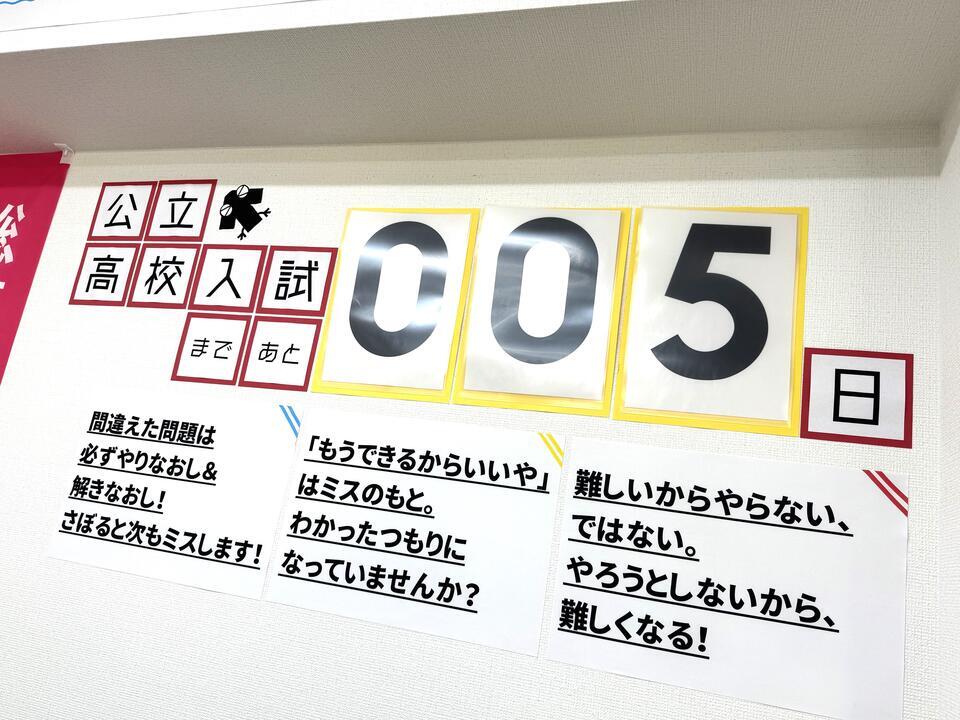 公立
高校入試
まであと
005日
間違えた問題は
必ずやりなおし&
解きなおし!
さぼると次もミスします!
「もうできるからいいや」
はミスのもと。
わかったつもりに
なっていませんか?
難しいからやらない、
ではない。
やろうとしないから、
難しくなる!